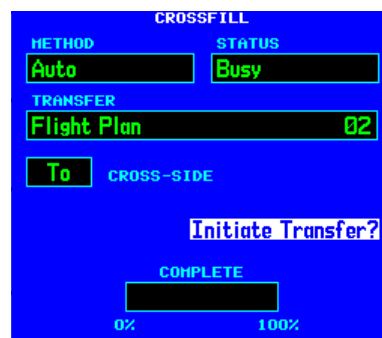 CROSSFILL
METHOD STATUS
Auto Busy
TRANSFER
Flight Plan 02
To CROSS-SIDE
Initiate Transfer?
COMPLETE
0% 100%